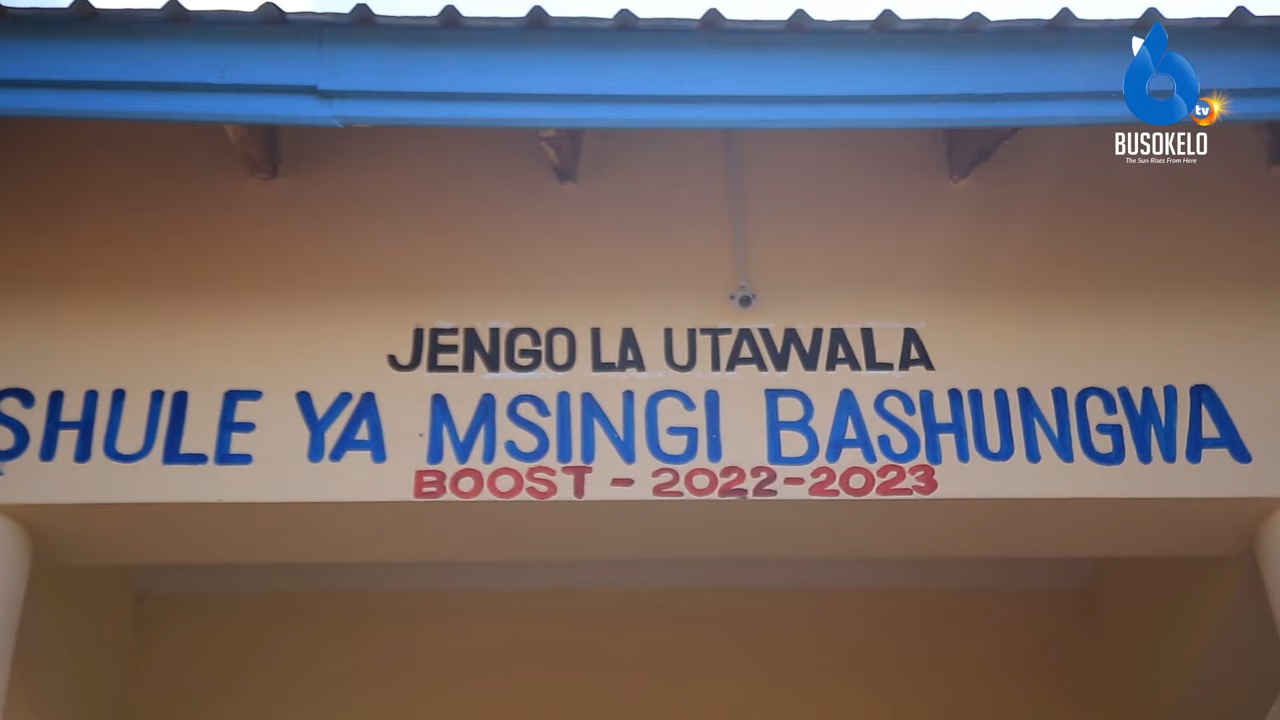 tv
BUSOKELO
The Sun Rises From Here
JENGO LA UTAWALA
SHULE YA MSINGI BASHUNGWA
BOOST - 2022-2023